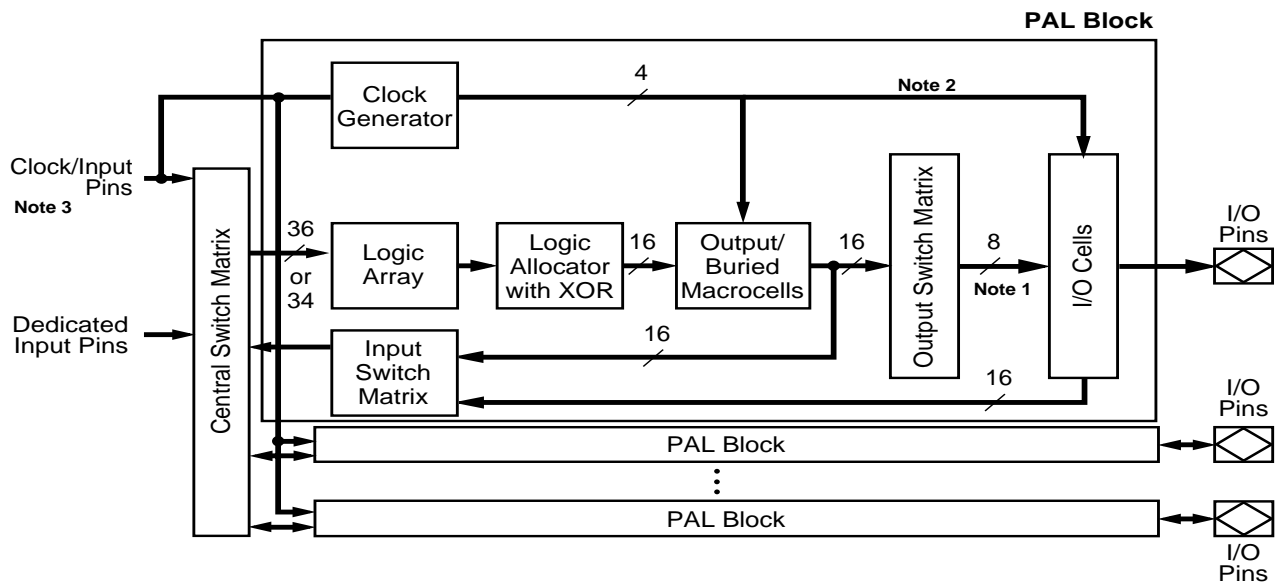 PAL Block
4
Clock
Generator
Note 2
Clock/Input
Pins
Note 3
Central Switch Matrix
36
or
34
Logic
Array
Logic
Allocator
with XOR
16
Output/
Buried
Macrocells
16
Output Switch Matrix
8
Note 1
I/O Cells
I/O
Pins
Dedicated
Input Pins
Input
Switch
Matrix
16
16
PAL Block
I/O
Pins
PAL Block
I/O
Pins